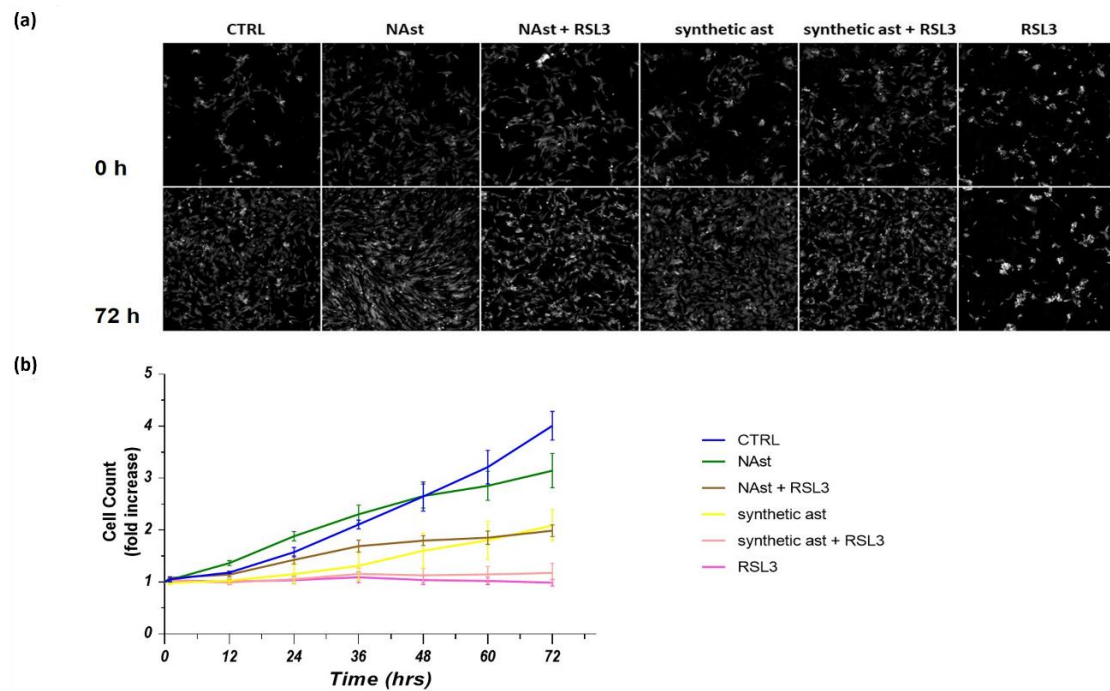 (a)
CTRL NAst NAst + RSL3 synthetic ast synthetic ast + RSL3 RSL3
0 h
72 h
(b)
5
4
3
2
1
0
Cell Count
(fold increase)
0 12 24 36 48 60 72
Time (hrs)
CTRL
NAst
NAst + RSL3
synthetic ast
synthetic ast + RSL3
RSL3